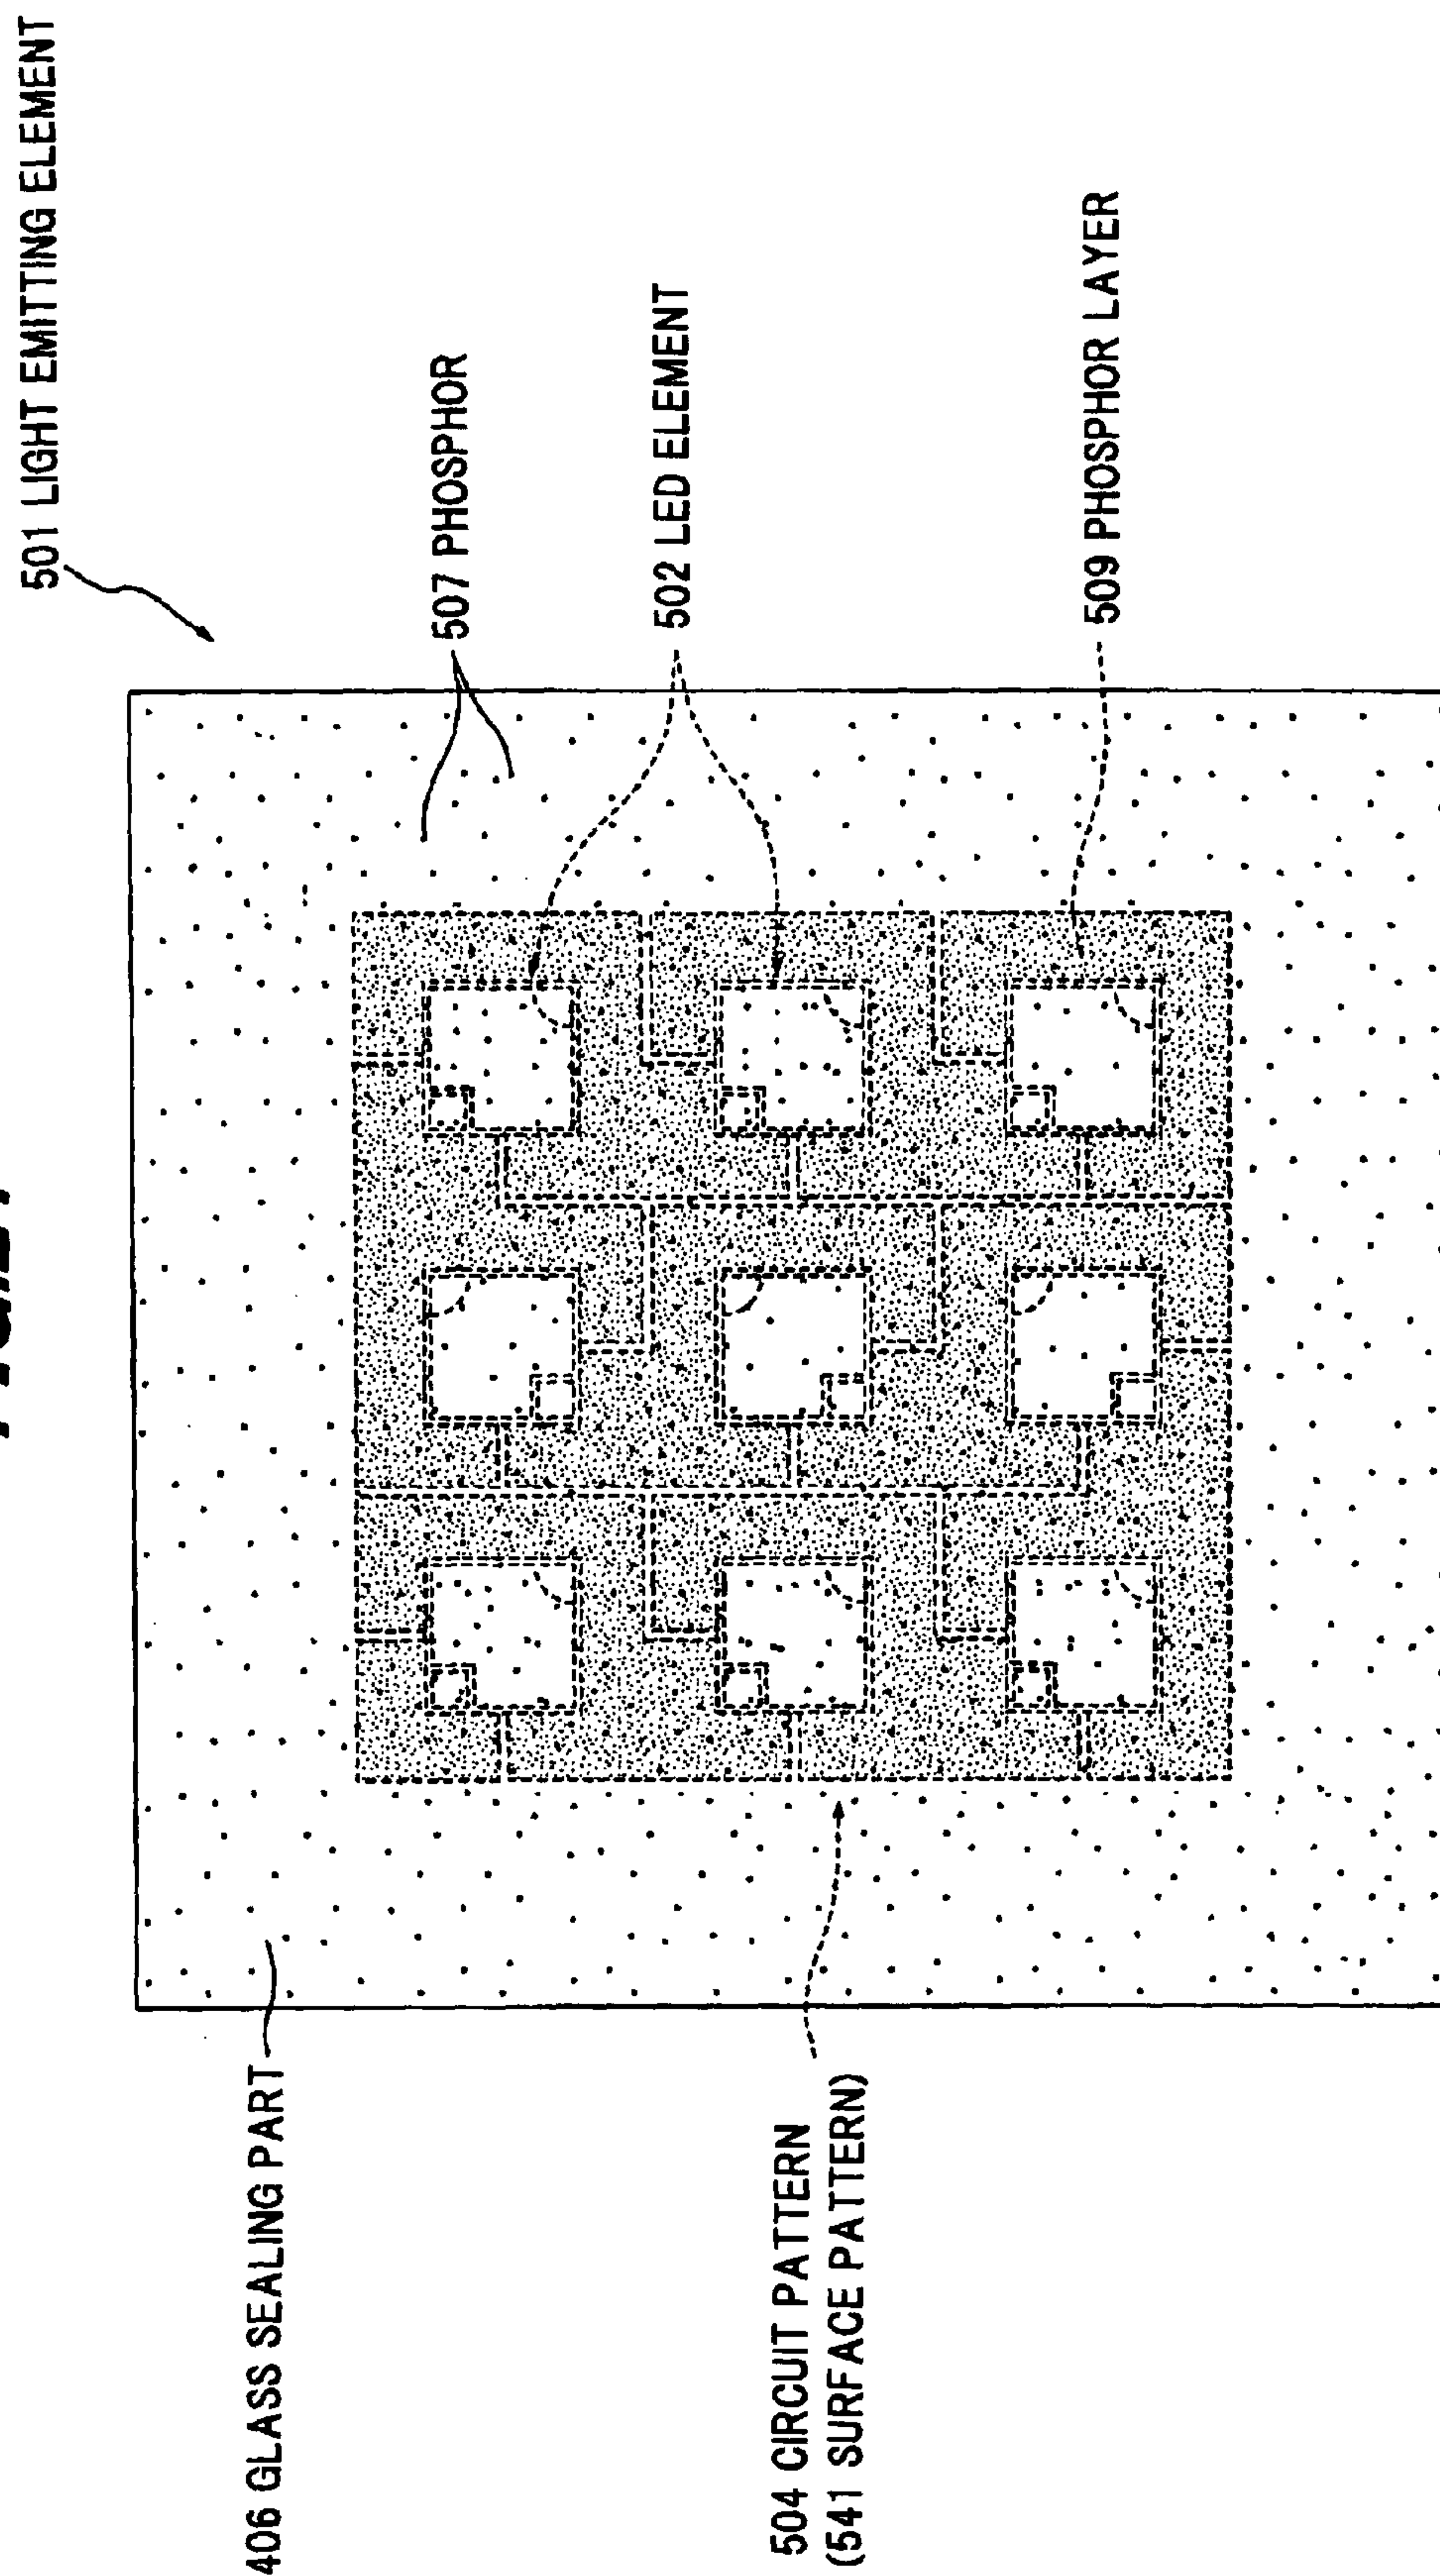 501 LIGHT EMITTING ELEMENT
507 PHOSPHOR
502 LED ELEMENT
509 PHOSPHOR LAYER
406 GLASS SEALING PART
504 CIRCUIT PATTERN
(541 SURFACE PATTERN)